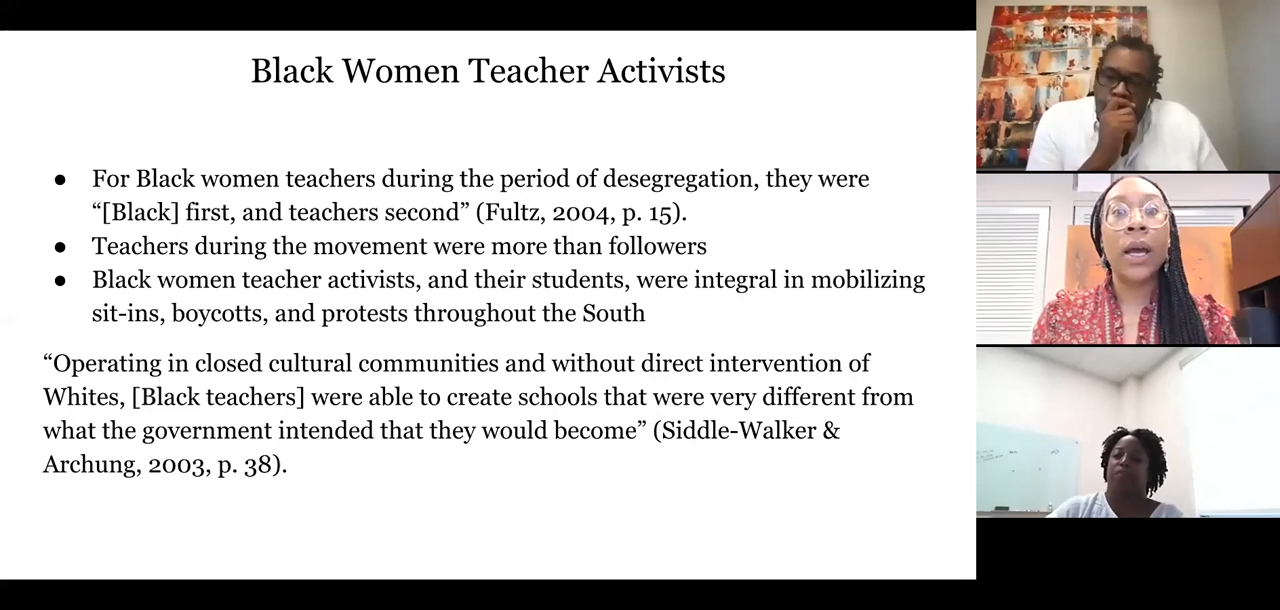 Black Women Teacher Activists
● For Black women teachers during the period of desegregation, they were
“[Black] first, and teachers second” (Fultz, 2004, p. 15).
● Teachers during the movement were more than followers
● Black women teacher activists, and their students, were integral in mobilizing
sit-ins, boycotts, and protests throughout the South
“Operating in closed cultural communities and without direct intervention of
Whites, [Black teachers] were able to create schools that were very different from
what the government intended that they would become” (Siddle-Walker &
Archung, 2003, p. 38).